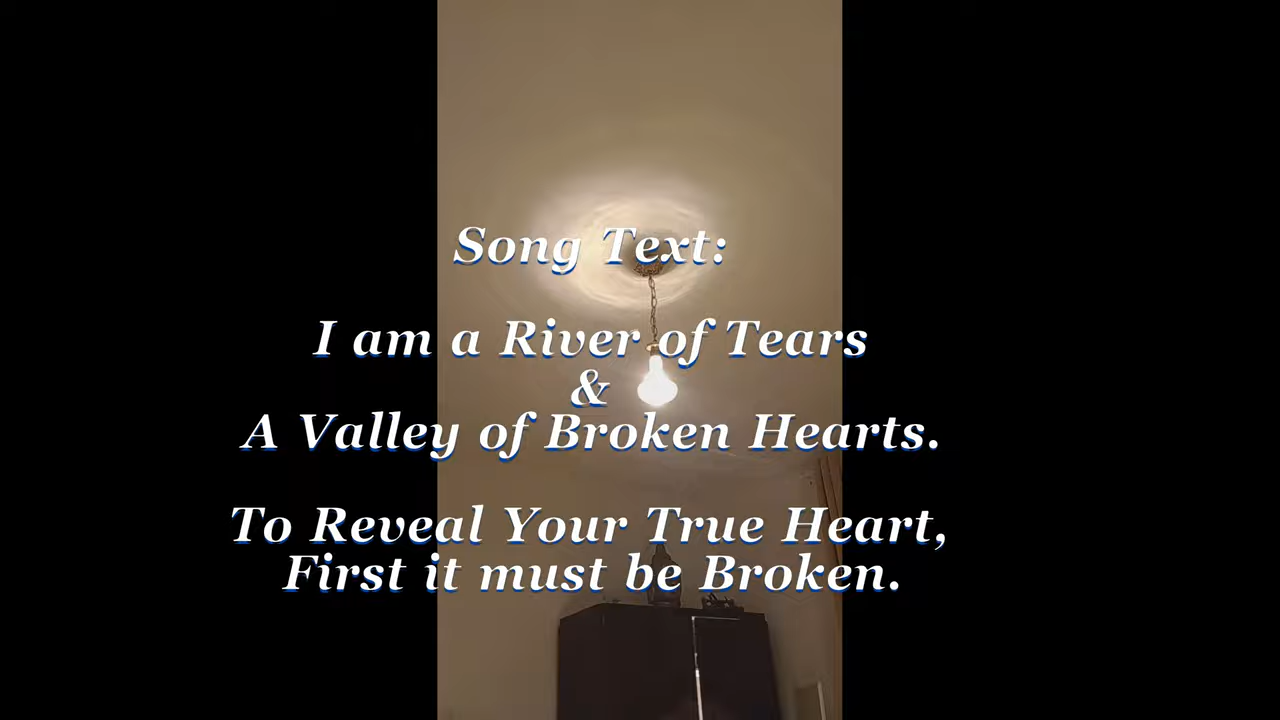 Song Text:
I am a River of Tears
&
A Valley of Broken Hearts.
To Reveal Your True Heart,
First it must be Broken.